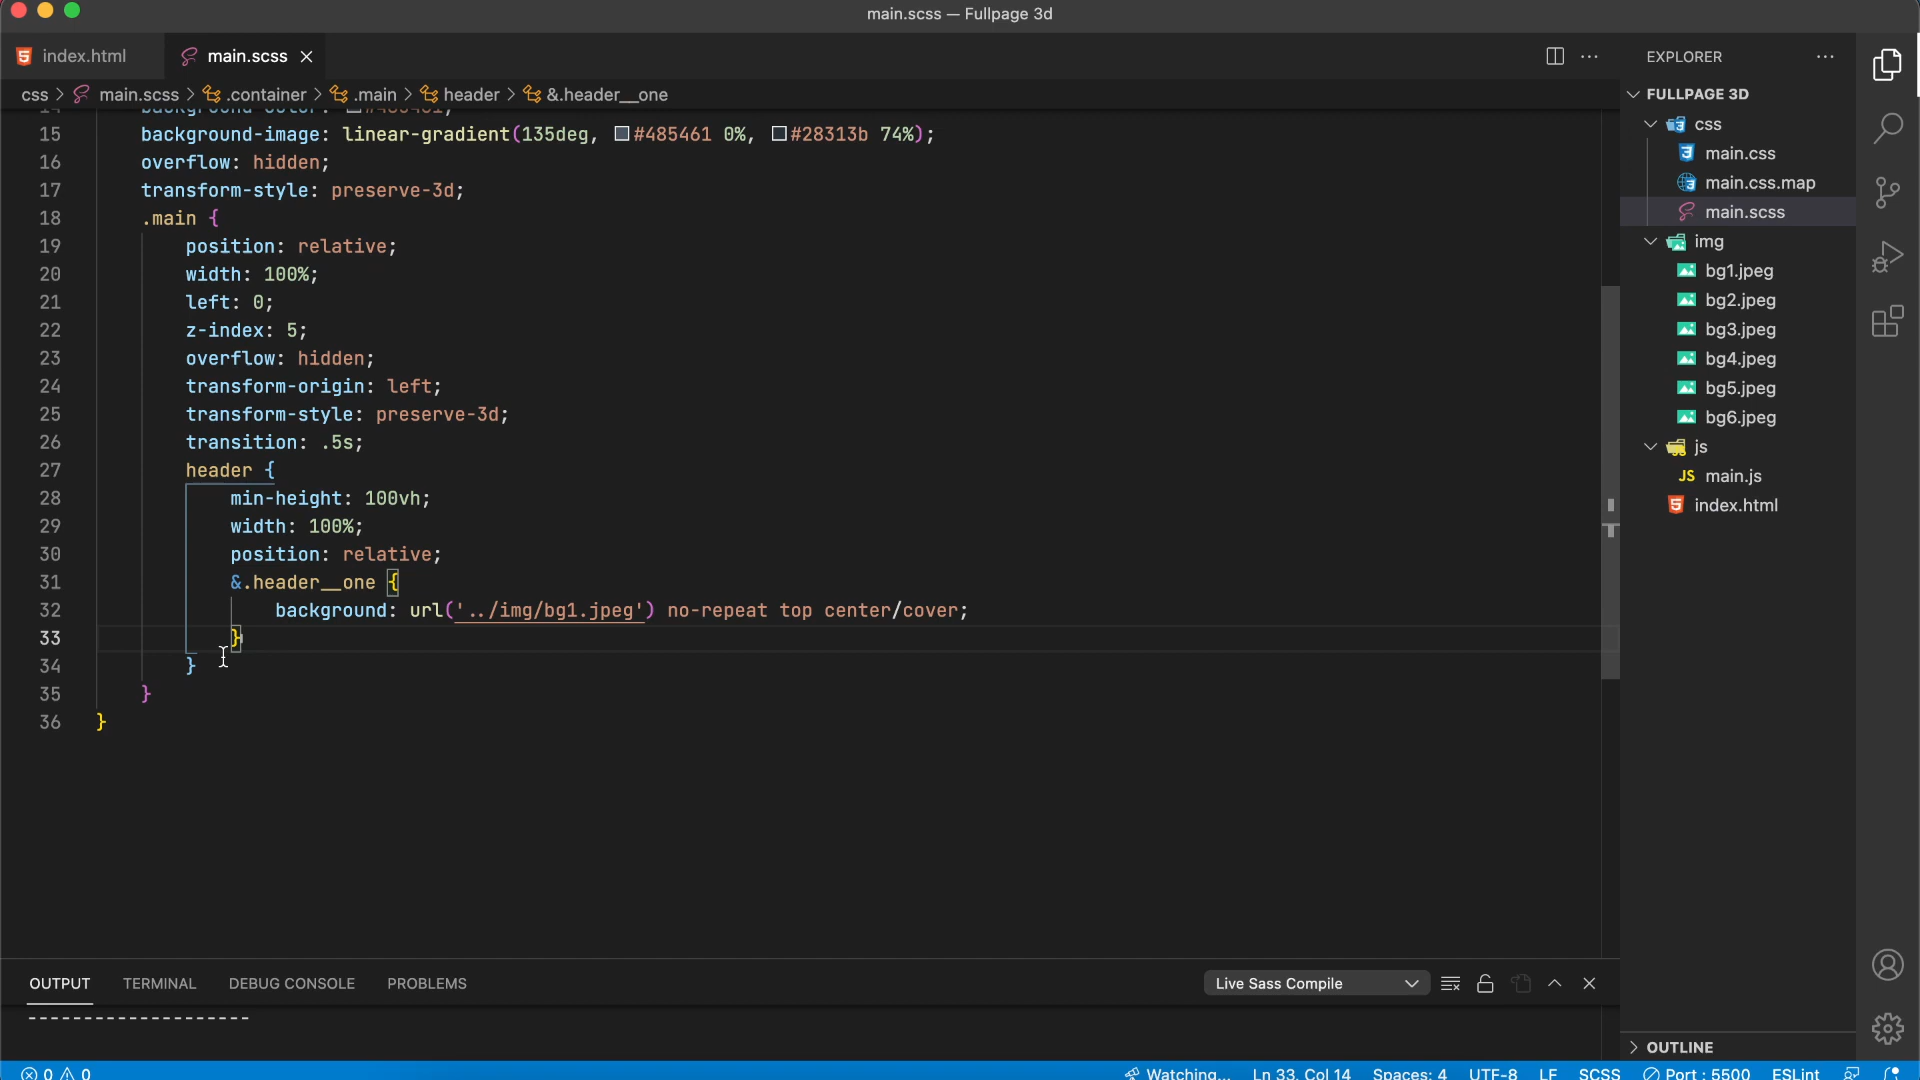 main.scss — Fullpage 3d
index.html
main.scss
EXPLORER
css > main.scss > .container > .main > header > &.header__one
FULLPAGE 3D
css
main.css
main.css.map
main.scss
img
bg1.jpeg
bg2.jpeg
bg3.jpeg
bg4.jpeg
bg5.jpeg
bg6.jpeg
js
JS main.js
index.html
15 background-image: linear-gradient(135deg, #485461 0%, #28313b 74%);
16 overflow: hidden;
17 transform-style: preserve-3d;
18 .main {
19 position: relative;
20 width: 100%;
21 left: 0;
22 z-index: 5;
23 overflow: hidden;
24 transform-origin: left;
25 transform-style: preserve-3d;
26 transition: .5s;
27 header {
28 min-height: 100vh;
29 width: 100%;
30 position: relative;
31 &.header__one {
32 background: url('../img/bg1.jpeg') no-repeat top center/cover;
33 }
34 }
35 }
36 }
OUTPUT TERMINAL DEBUG CONSOLE PROBLEMS
Live Sass Compile
--------------------
OUTLINE
0 0
Watching... Ln 33, Col 14 Spaces: 4 UTF-8 LF SCSS Port : 5500 ESLint